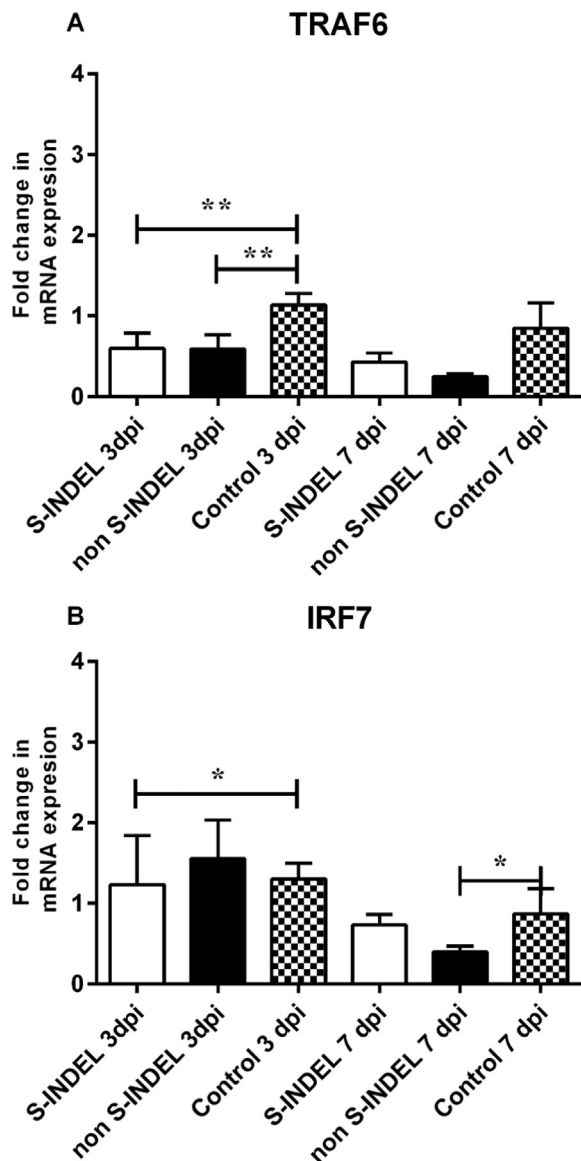 A
TRAF6
Fold change in
mRNA expresion
4
3
2
1
0
**
**
S-INDEL 3dpi
non S-INDEL 3dpi
Control 3 dpi
S-INDEL 7 dpi
non S-INDEL 7 dpi
Control 7 dpi
B
IRF7
Fold change in
mRNA expresion
4
3
2
1
0
*
*
S-INDEL 3dpi
non S-INDEL 3dpi
Control 3 dpi
S-INDEL 7 dpi
non S-INDEL 7 dpi
Control 7 dpi